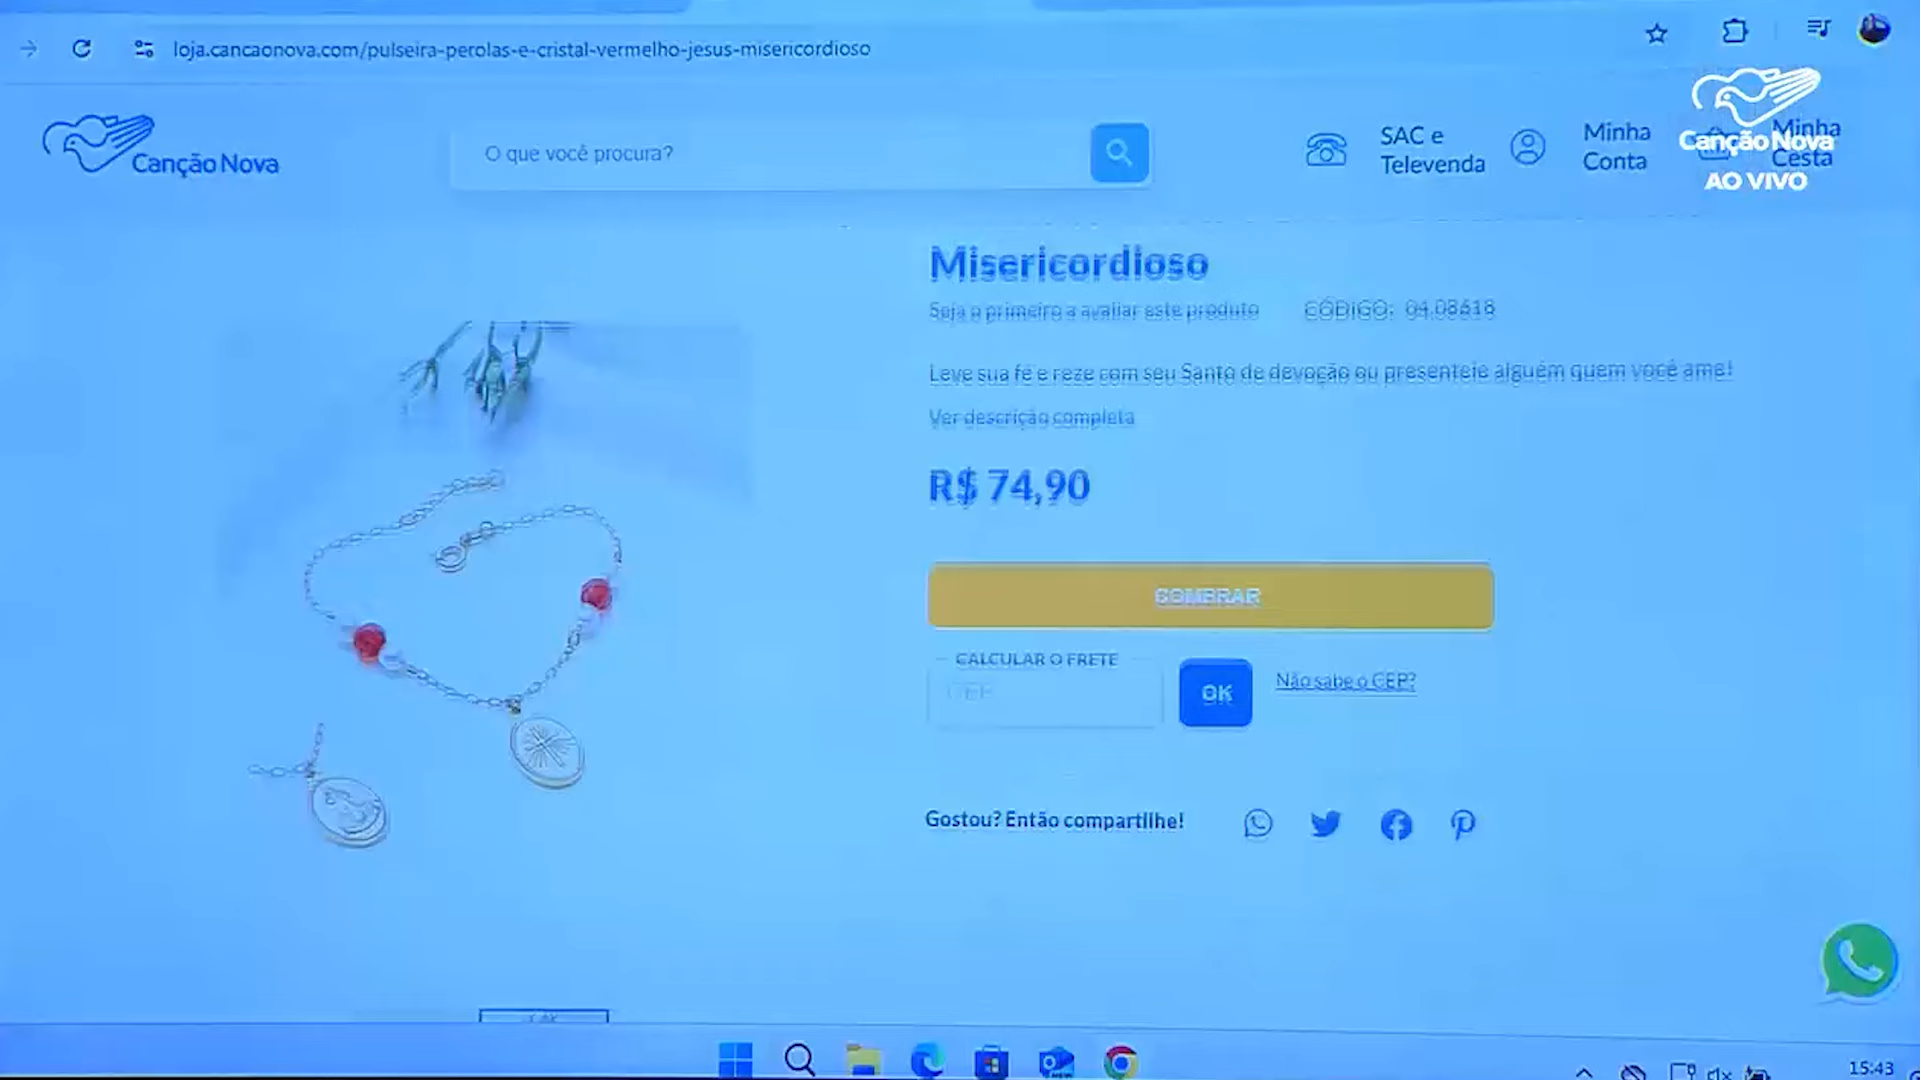 loja.cancaonova.com/pulseira-perolas-e-cristal-vermelho-jesus-misericordioso
Canção Nova
O que você procura?
SAC e
Televenda
Minha
Conta
Minha
Cesta
Canção Nova
AO VIVO
Misericordioso
Seja o primeiro a avaliar este produto CÓDIGO: 04.08618
Leve sua fé e reze com seu Santo de devoção ou presenteie alguém quem você ame!
Ver descrição completa
R$ 74,90
COMPRAR
CALCULAR O FRETE
CEP
OK
Não sabe o CEP?
Gostou? Então compartilhe!
15:43